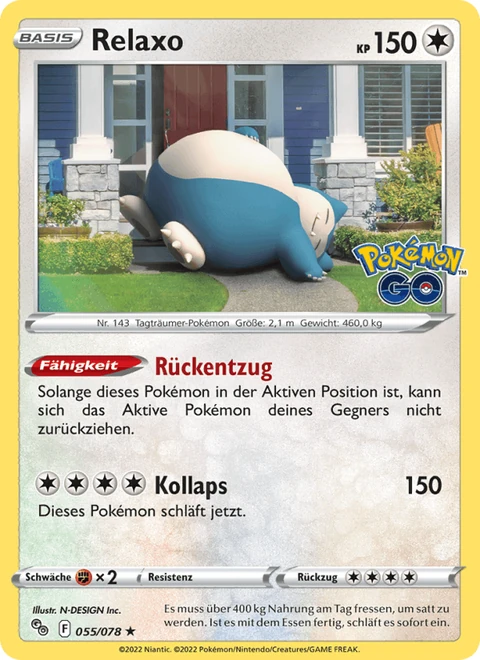 BASIS Relaxo KP 150
Pokémon GO TM
Nr. 143 Tagträumer-Pokémon Größe: 2,1 m Gewicht: 460,0 kg
Fähigkeit Rückentzug
Solange dieses Pokémon in der Aktiven Position ist, kann
sich das Aktive Pokémon deines Gegners nicht
zurückziehen.
Kollaps 150
Dieses Pokémon schläft jetzt.
Schwäche ×2 Resistenz Rückzug
Illustr. N-DESIGN Inc.
F 055/078 ★
Es muss über 400 kg Nahrung am Tag fressen, um satt zu
werden. Ist es mit dem Essen fertig, schläft es sofort ein.
©2022 Niantic. ©2022 Pokémon/Nintendo/Creatures/GAME FREAK.